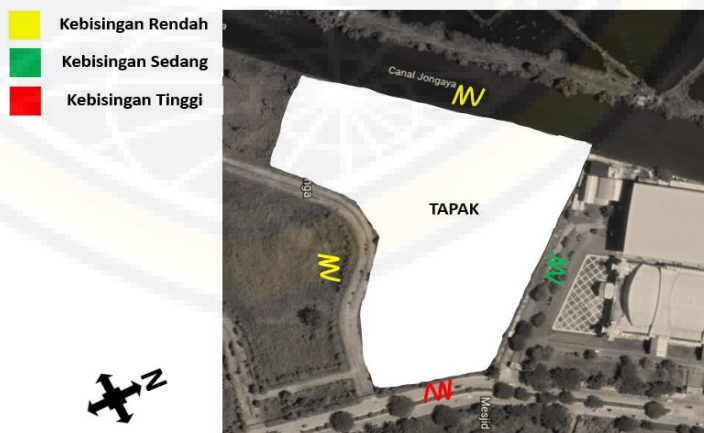 Kebisingan Rendah
Kebisingan Sedang
Kebisingan Tinggi
Canal Jongaya
TAPAK
Mesjid
N